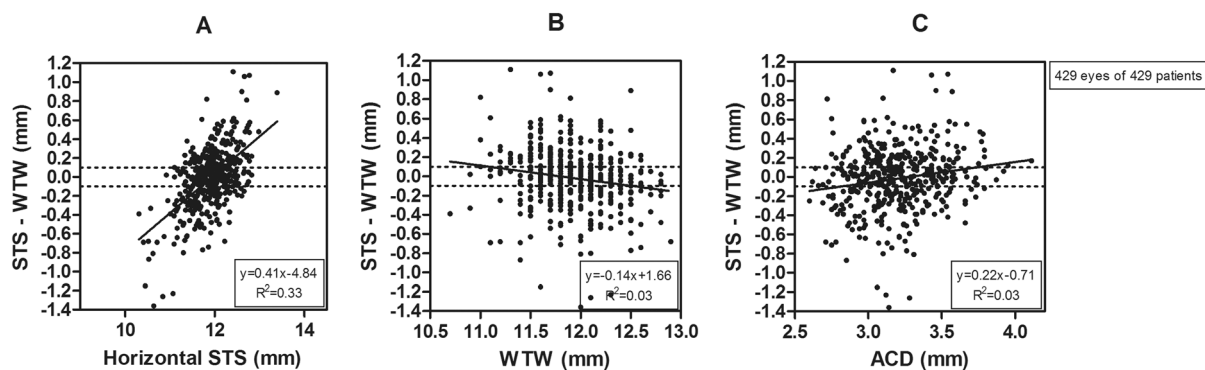 A
STS - WTW (mm)
1.2
1.0
0.8
0.6
0.4
0.2
0.0
-0.2
-0.4
-0.6
-0.8
-1.0
-1.2
-1.4
y=0.41x-4.84
R²=0.33
10 12 14
Horizontal STS (mm)
B
STS - WTW (mm)
1.2
1.0
0.8
0.6
0.4
0.2
0.0
-0.2
-0.4
-0.6
-0.8
-1.0
-1.2
-1.4
y=-0.14x+1.66
R²=0.03
10.5 11.0 11.5 12.0 12.5 13.0
WTW (mm)
C
STS - WTW (mm)
1.2
1.0
0.8
0.6
0.4
0.2
0.0
-0.2
-0.4
-0.6
-0.8
-1.0
-1.2
-1.4
y=0.22x-0.71
R²=0.03
2.5 3.0 3.5 4.0
ACD (mm)
429 eyes of 429 patients